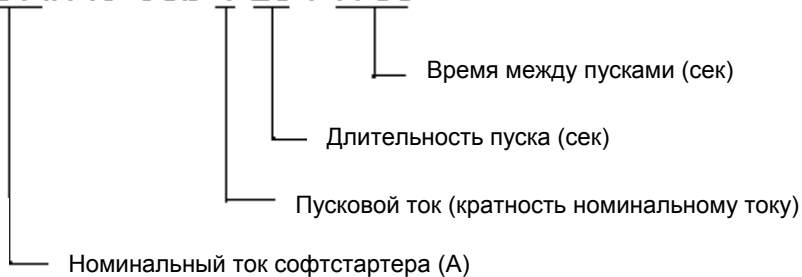 Время между пусками (сек)
Длительность пуска (сек)
Пусковой ток (кратность номинальному току)
Номинальный ток софтстартера (А)